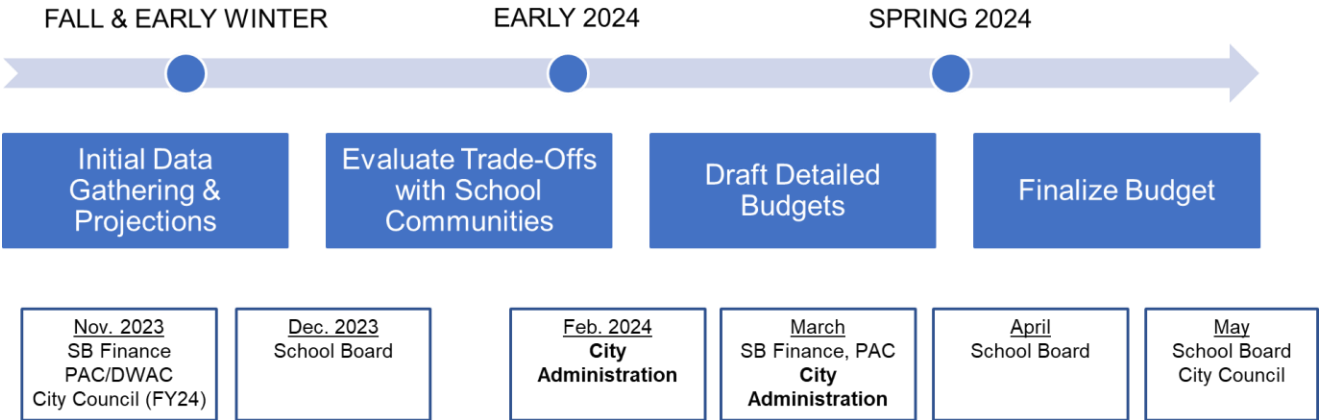 FALL & EARLY WINTER
EARLY 2024
SPRING 2024
Initial Data
Gathering &
Projections
Evaluate Trade-Offs
with School
Communities
Draft Detailed
Budgets
Finalize Budget
Nov. 2023
SB Finance
PAC/DWAC
City Council (FY24)
Dec. 2023
School Board
Feb. 2024
City
Administration
March
SB Finance, PAC
City
Administration
April
School Board
May
School Board
City Council